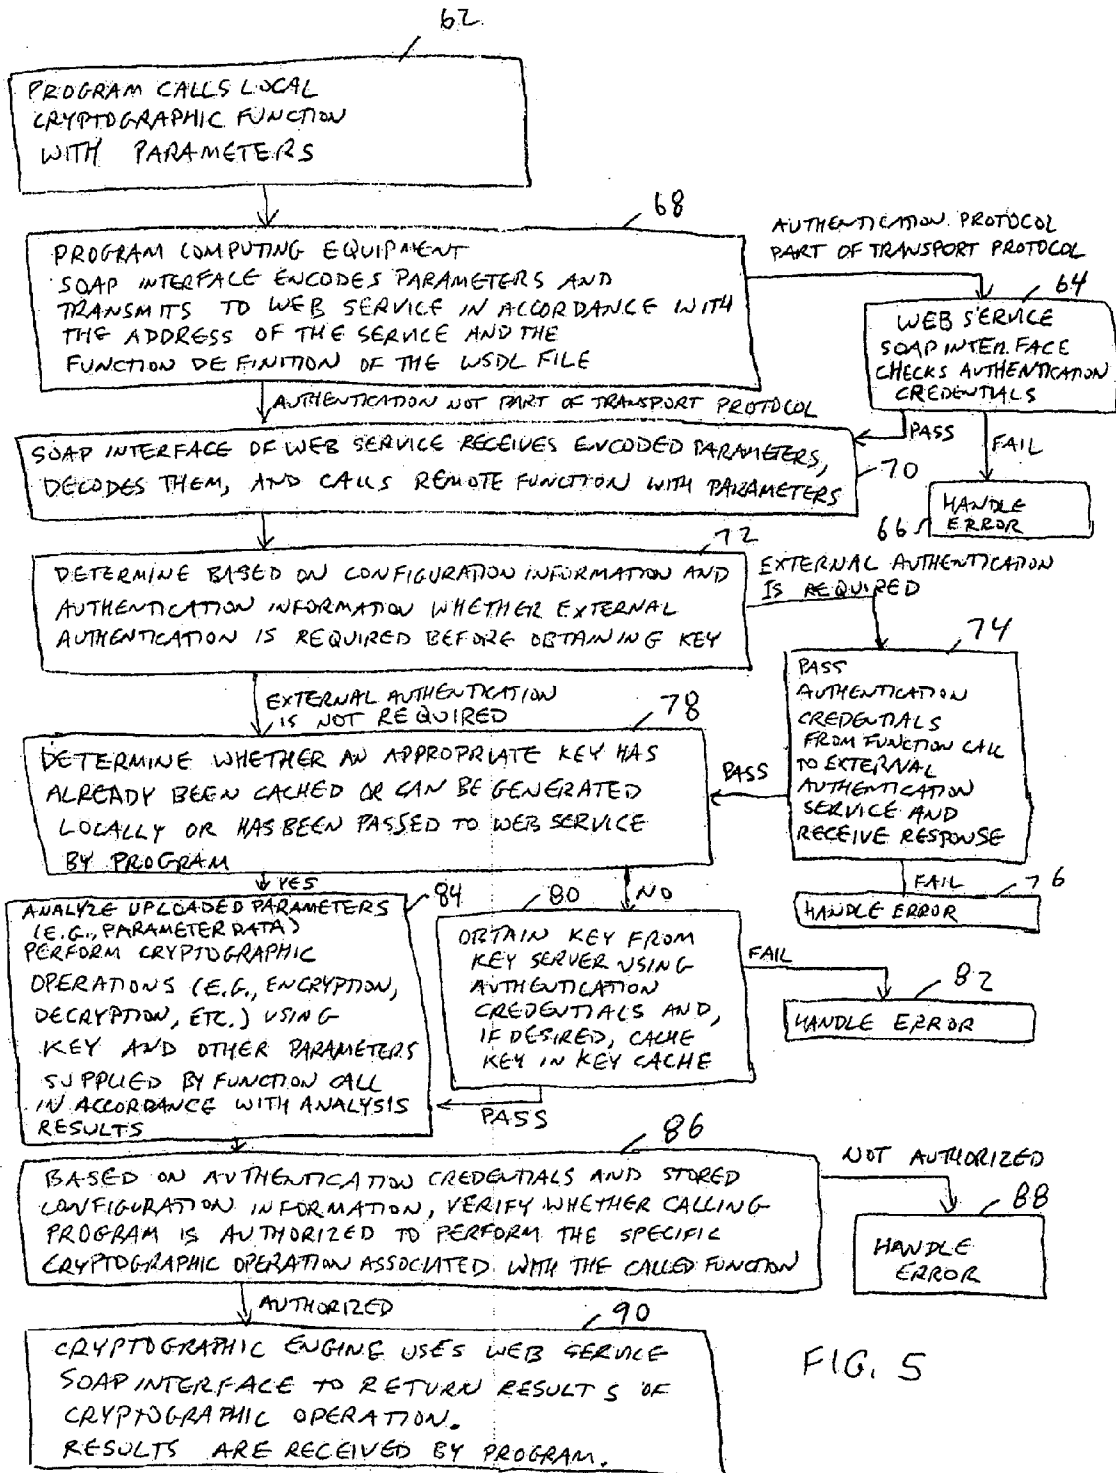 62
PROGRAM CALLS LOCAL
CRYPTOGRAPHIC FUNCTION
WITH PARAMETERS
68
PROGRAM COMPUTING EQUIPMENT
SOAP INTERFACE ENCODES PARAMETERS AND
TRANSMITS TO WEB SERVICE IN ACCORDANCE WITH
THE ADDRESS OF THE SERVICE AND THE
FUNCTION DEFINITION OF THE WSDL FILE
AUTHENTICATION PROTOCOL
PART OF TRANSPORT PROTOCOL
64
WEB SERVICE
SOAP INTERFACE
CHECKS AUTHENTICATION
CREDENTIALS
AUTHENTICATION NOT PART OF TRANSPORT PROTOCOL
PASS
FAIL
SOAP INTERFACE OF WEB SERVICE RECEIVES ENCODED PARAMETERS,
DECODES THEM, AND CALLS REMOTE FUNCTION WITH PARAMETERS
70
66
HANDLE
ERROR
72
DETERMINE BASED ON CONFIGURATION INFORMATION AND
AUTHENTICATION INFORMATION WHETHER EXTERNAL
AUTHENTICATION IS REQUIRED BEFORE OBTAINING KEY
EXTERNAL AUTHENTICATION
IS REQUIRED
74
PASS
AUTHENTICATION
CREDENTIALS
FROM FUNCTION CALL
TO EXTERNAL
AUTHENTICATION
SERVICE AND
RECEIVE RESPONSE
EXTERNAL AUTHENTICATION
IS NOT REQUIRED
78
DETERMINE WHETHER AN APPROPRIATE KEY HAS
ALREADY BEEN CACHED OR CAN BE GENERATED
LOCALLY OR HAS BEEN PASSED TO WEB SERVICE
BY PROGRAM
PASS
FAIL
76
HANDLE ERROR
YES
84
ANALYZE UPLOADED PARAMETERS
(E.G., PARAMETER DATA)
PERFORM CRYPTOGRAPHIC
OPERATIONS (E.G., ENCRYPTION,
DECRYPTION, ETC.) USING
KEY AND OTHER PARAMETERS
SUPPLIED BY FUNCTION CALL
IN ACCORDANCE WITH ANALYSIS
RESULTS
NO
80
OBTAIN KEY FROM
KEY SERVER USING
AUTHENTICATION
CREDENTIALS AND,
IF DESIRED, CACHE
KEY IN KEY CACHE
FAIL
82
HANDLE ERROR
PASS
86
BASED ON AUTHENTICATION CREDENTIALS AND STORED
CONFIGURATION INFORMATION, VERIFY WHETHER CALLING
PROGRAM IS AUTHORIZED TO PERFORM THE SPECIFIC
CRYPTOGRAPHIC OPERATION ASSOCIATED WITH THE CALLED FUNCTION
NOT AUTHORIZED
88
HANDLE
ERROR
AUTHORIZED
90
CRYPTOGRAPHIC ENGINE USES WEB SERVICE
SOAP INTERFACE TO RETURN RESULTS OF
CRYPTOGRAPHIC OPERATION.
RESULTS ARE RECEIVED BY PROGRAM.
FIG. 5